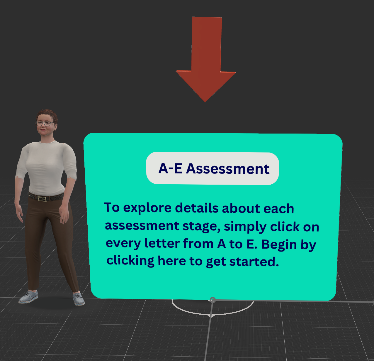 A-E Assessment
To explore details about each
assessment stage, simply click on
every letter from A to E. Begin by
clicking here to get started.